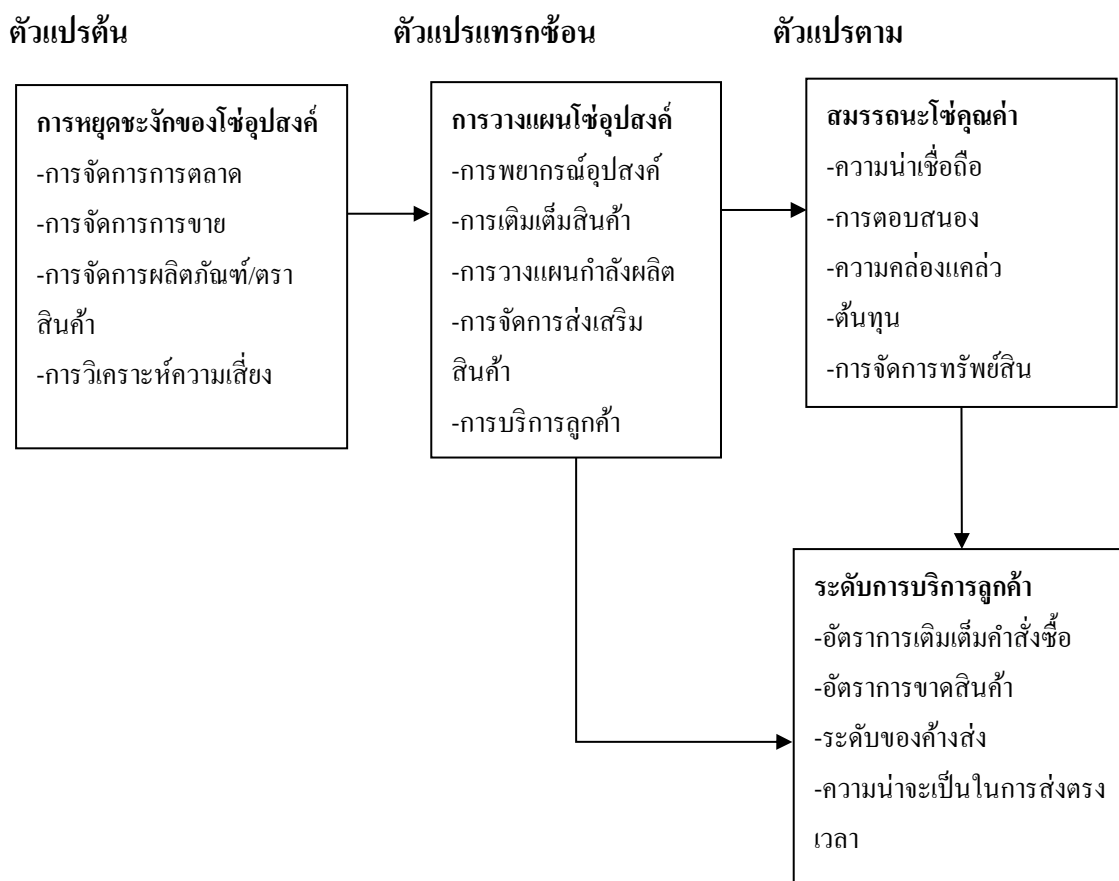 ตัวแปรต้น
ตัวแปรแทรกซ้อน
ตัวแปรตาม
การหยุดชะงักของโซ่อุปสงค์
-การจัดการการตลาด
-การจัดการการขาย
-การจัดการผลิตภัณฑ์/ตรา
สินค้า
-การวิเคราะห์ความเสี่ยง
การวางแผนโซ่อุปสงค์
-การพยากรณ์อุปสงค์
-การเติมเต็มสินค้า
-การวางแผนกำลังผลิต
-การจัดการส่งเสริม
สินค้า
-การบริการลูกค้า
สมรรถนะโซ่คุณค่า
-ความน่าเชื่อถือ
-การตอบสนอง
-ความคล่องแคล่ว
-ต้นทุน
-การจัดการทรัพย์สิน
ระดับการบริการลูกค้า
-อัตราการเติมเต็มคำสั่งซื้อ
-อัตราการขาดสินค้า
-ระดับของค้างส่ง
-ความน่าจะเป็นในการส่งตรง
เวลา